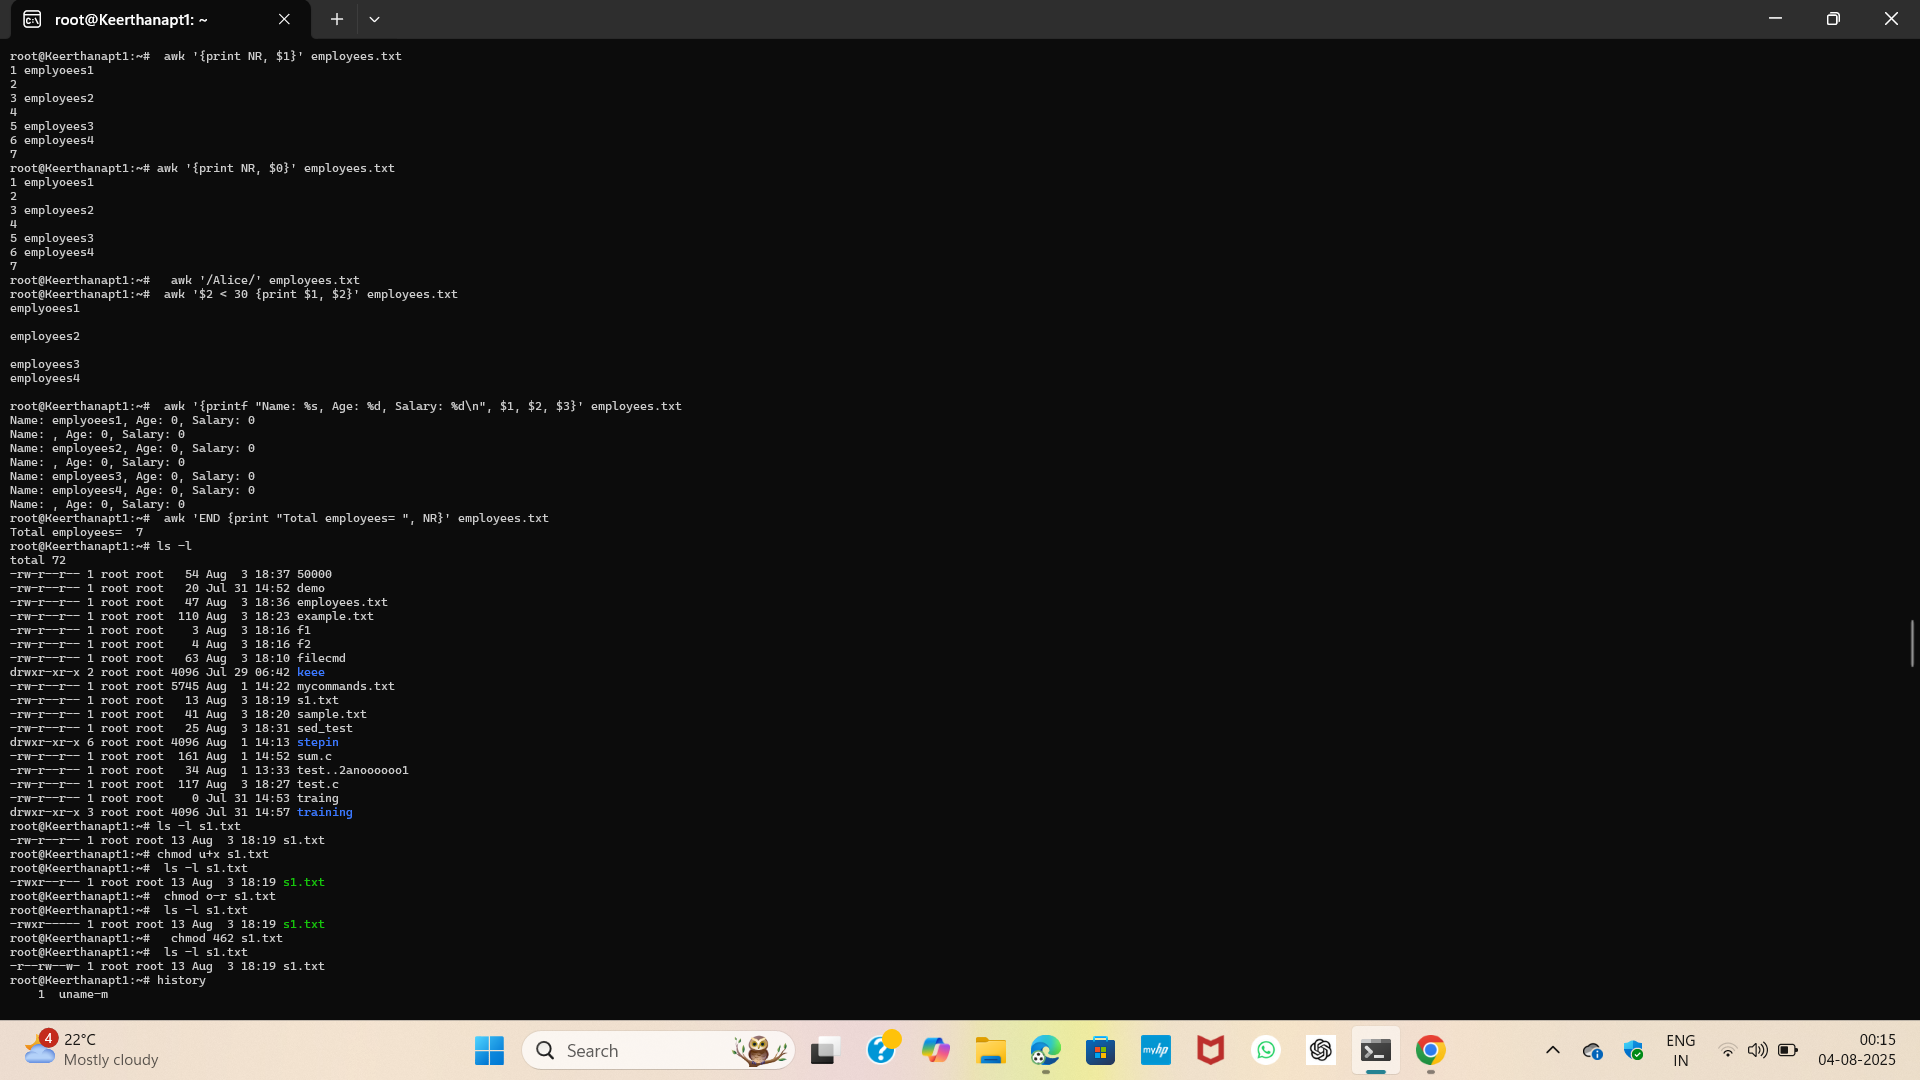 root@Keerthanapt1: ~
root@Keerthanapt1:~#  awk '{print NR, $1}' employees.txt
1 emplyoees1
2
3 employees2
4
5 employees3
6 employees4
7
root@Keerthanapt1:~# awk '{print NR, $0}' employees.txt
1 emplyoees1
2
3 employees2
4
5 employees3
6 employees4
7
root@Keerthanapt1:~#   awk '/Alice/' employees.txt
root@Keerthanapt1:~#  awk '$2 < 30 {print $1, $2}' employees.txt
emplyoees1
employees2
employees3
employees4
root@Keerthanapt1:~#  awk '{printf "Name: %s, Age: %d, Salary: %d\n", $1, $2, $3}' employees.txt
Name: emplyoees1, Age: 0, Salary: 0
Name: , Age: 0, Salary: 0
Name: employees2, Age: 0, Salary: 0
Name: , Age: 0, Salary: 0
Name: employees3, Age: 0, Salary: 0
Name: employees4, Age: 0, Salary: 0
Name: , Age: 0, Salary: 0
root@Keerthanapt1:~#  awk 'END {print "Total employees= ", NR}' employees.txt
Total employees=  7
root@Keerthanapt1:~# ls -l
total 72
-rw-r--r-- 1 root root   54 Aug  3 18:37 50000
-rw-r--r-- 1 root root   20 Jul 31 14:52 demo
-rw-r--r-- 1 root root   47 Aug  3 18:36 employees.txt
-rw-r--r-- 1 root root  110 Aug  3 18:23 example.txt
-rw-r--r-- 1 root root    3 Aug  3 18:16 f1
-rw-r--r-- 1 root root    4 Aug  3 18:16 f2
-rw-r--r-- 1 root root   63 Aug  3 18:10 filecmd
drwxr-xr-x 2 root root 4096 Jul 29 06:42 keee
-rw-r--r-- 1 root root 5745 Aug  1 14:22 mycommands.txt
-rw-r--r-- 1 root root   13 Aug  3 18:19 s1.txt
-rw-r--r-- 1 root root   41 Aug  3 18:20 sample.txt
-rw-r--r-- 1 root root   25 Aug  3 18:31 sed_test
drwxr-xr-x 6 root root 4096 Aug  1 14:13 stepin
-rw-r--r-- 1 root root  161 Aug  1 14:52 sum.c
-rw-r--r-- 1 root root   34 Aug  1 13:33 test..2anoooooo1
-rw-r--r-- 1 root root  117 Aug  3 18:27 test.c
-rw-r--r-- 1 root root    0 Jul 31 14:53 traing
drwxr-xr-x 3 root root 4096 Jul 31 14:57 training
root@Keerthanapt1:~# ls -l s1.txt
-rw-r--r-- 1 root root 13 Aug  3 18:19 s1.txt
root@Keerthanapt1:~# chmod u+x s1.txt
root@Keerthanapt1:~#  ls -l s1.txt
-rwxr--r-- 1 root root 13 Aug  3 18:19 s1.txt
root@Keerthanapt1:~#  chmod o-r s1.txt
root@Keerthanapt1:~#  ls -l s1.txt
-rwxr----- 1 root root 13 Aug  3 18:19 s1.txt
root@Keerthanapt1:~#   chmod 462 s1.txt
root@Keerthanapt1:~#  ls -l s1.txt
-r--rw--w- 1 root root 13 Aug  3 18:19 s1.txt
root@Keerthanapt1:~# history
    1  uname-m
4
22°C
Mostly cloudy
Search
myhp
ENG
IN
00:15
04-08-2025